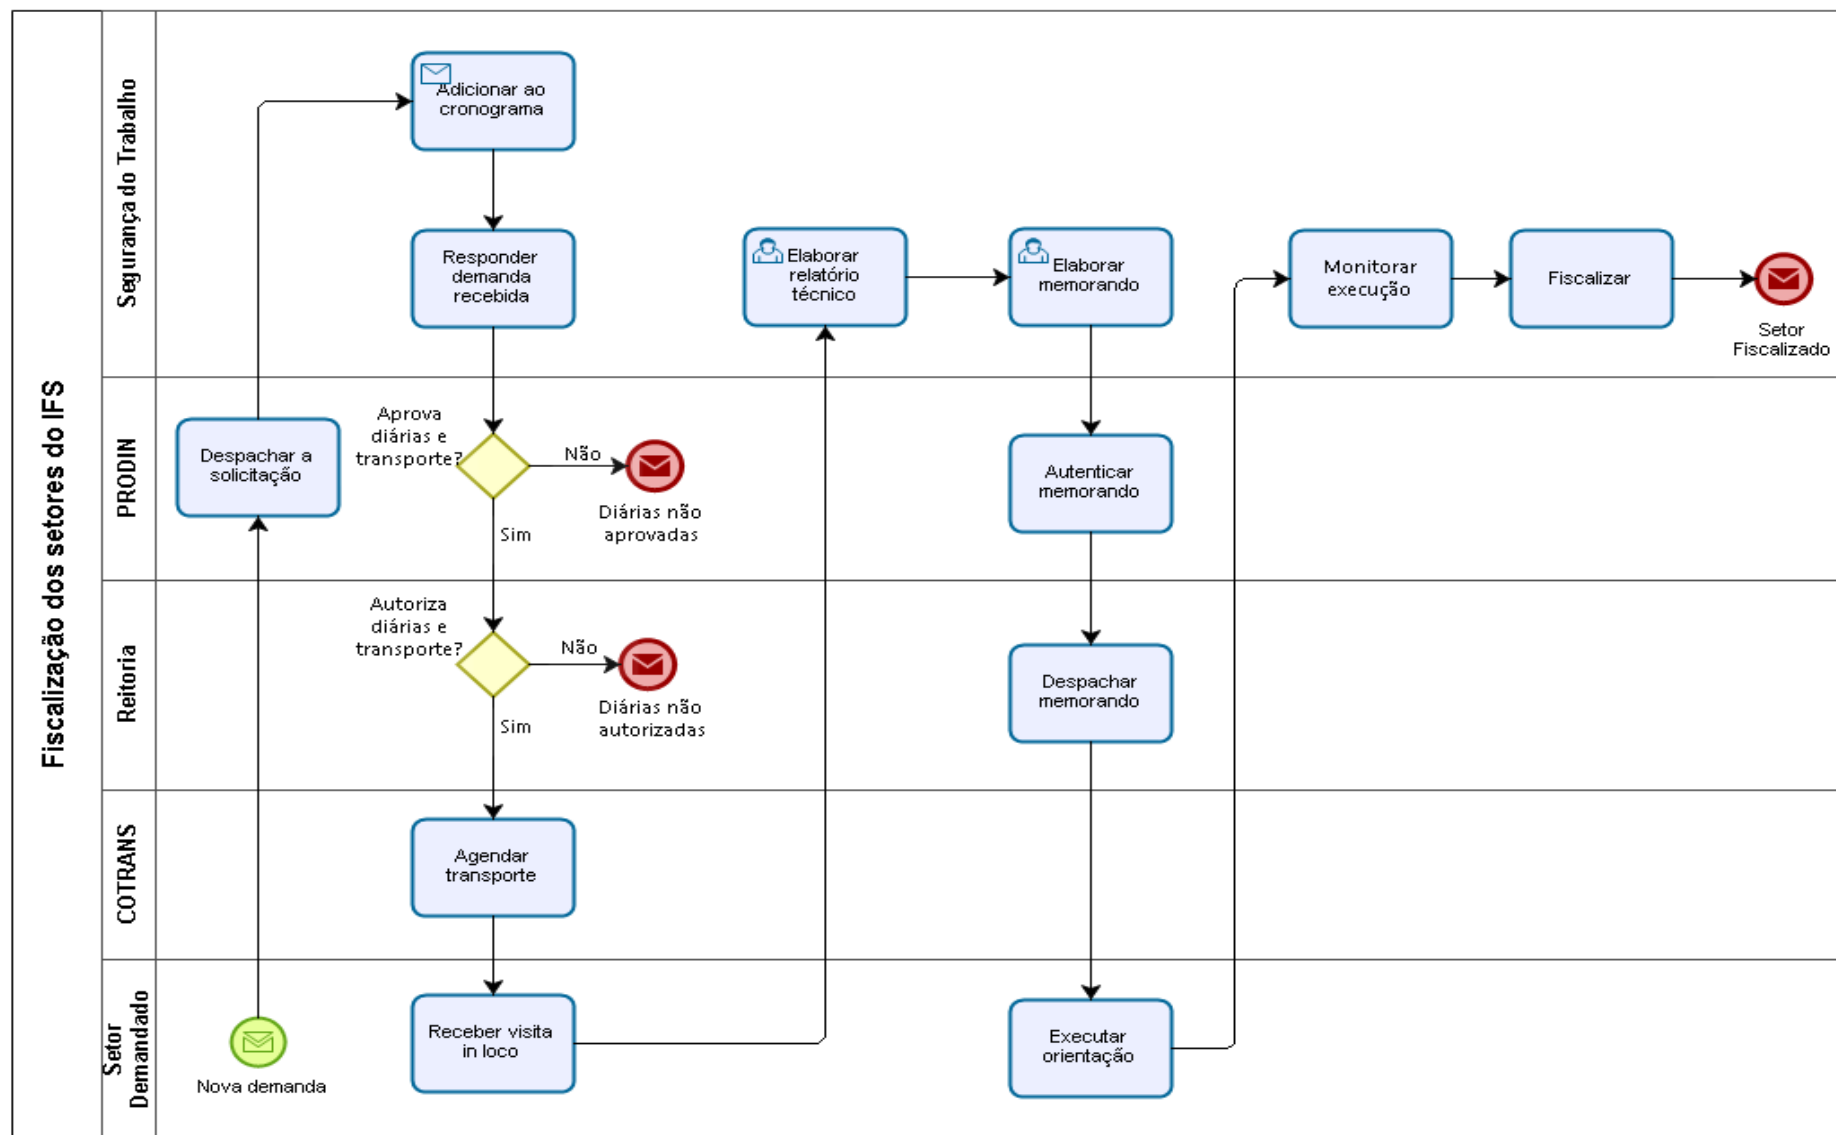 Fiscalização dos setores do IFS
Segurança do Trabalho
Adicionar ao
cronograma
Responder
demanda
recebida
Elaborar
relatório
técnico
Elaborar
memorando
Monitorar
execução
Fiscalizar
Setor
Fiscalizado
PRODIN
Despachar a
solicitação
Aprova
diárias e
transporte?
Não
Diárias não
aprovadas
Sim
Autenticar
memorando
Reitoria
Autoriza
diárias e
transporte?
Não
Diárias não
autorizadas
Sim
Despachar
memorando
COTRANS
Agendar
transporte
Setor
Demandado
Nova demanda
Receber visita
in loco
Executar
orientação